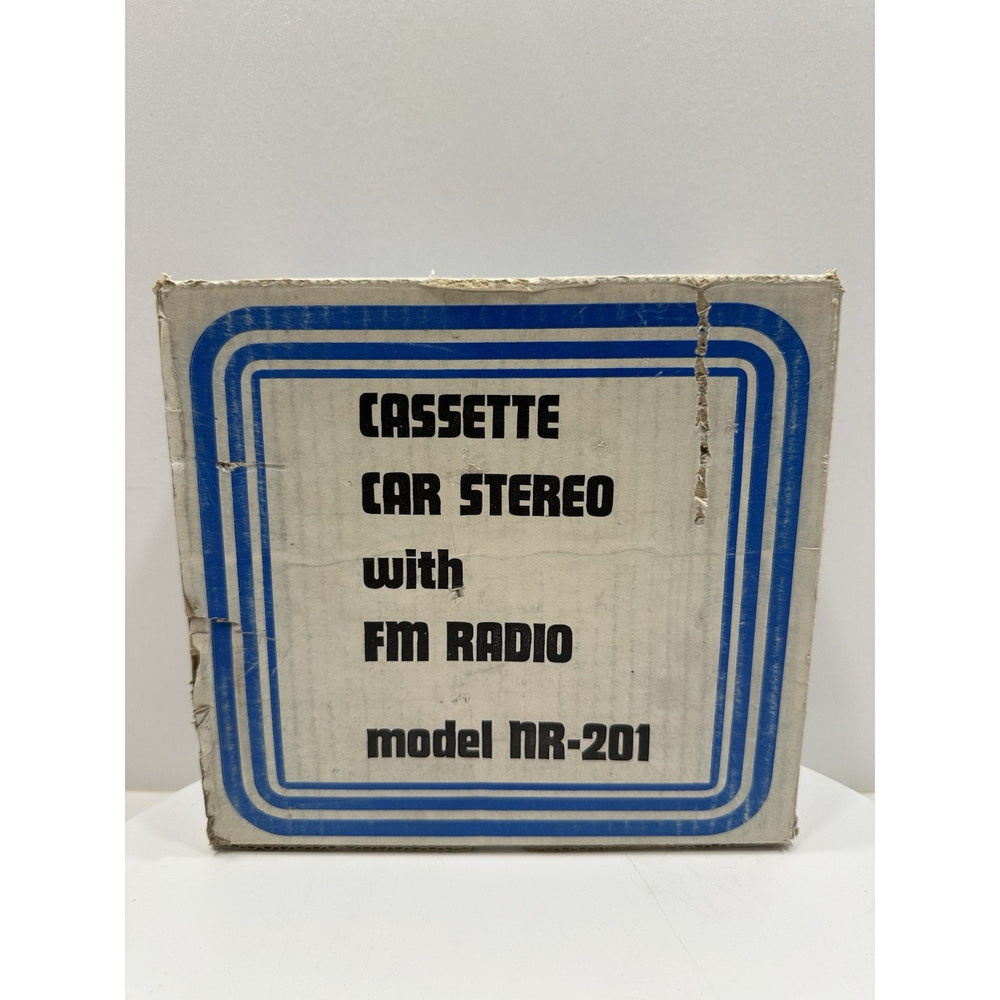 CASSETTE
CAR STEREO
with
FM RADIO
model NR-201